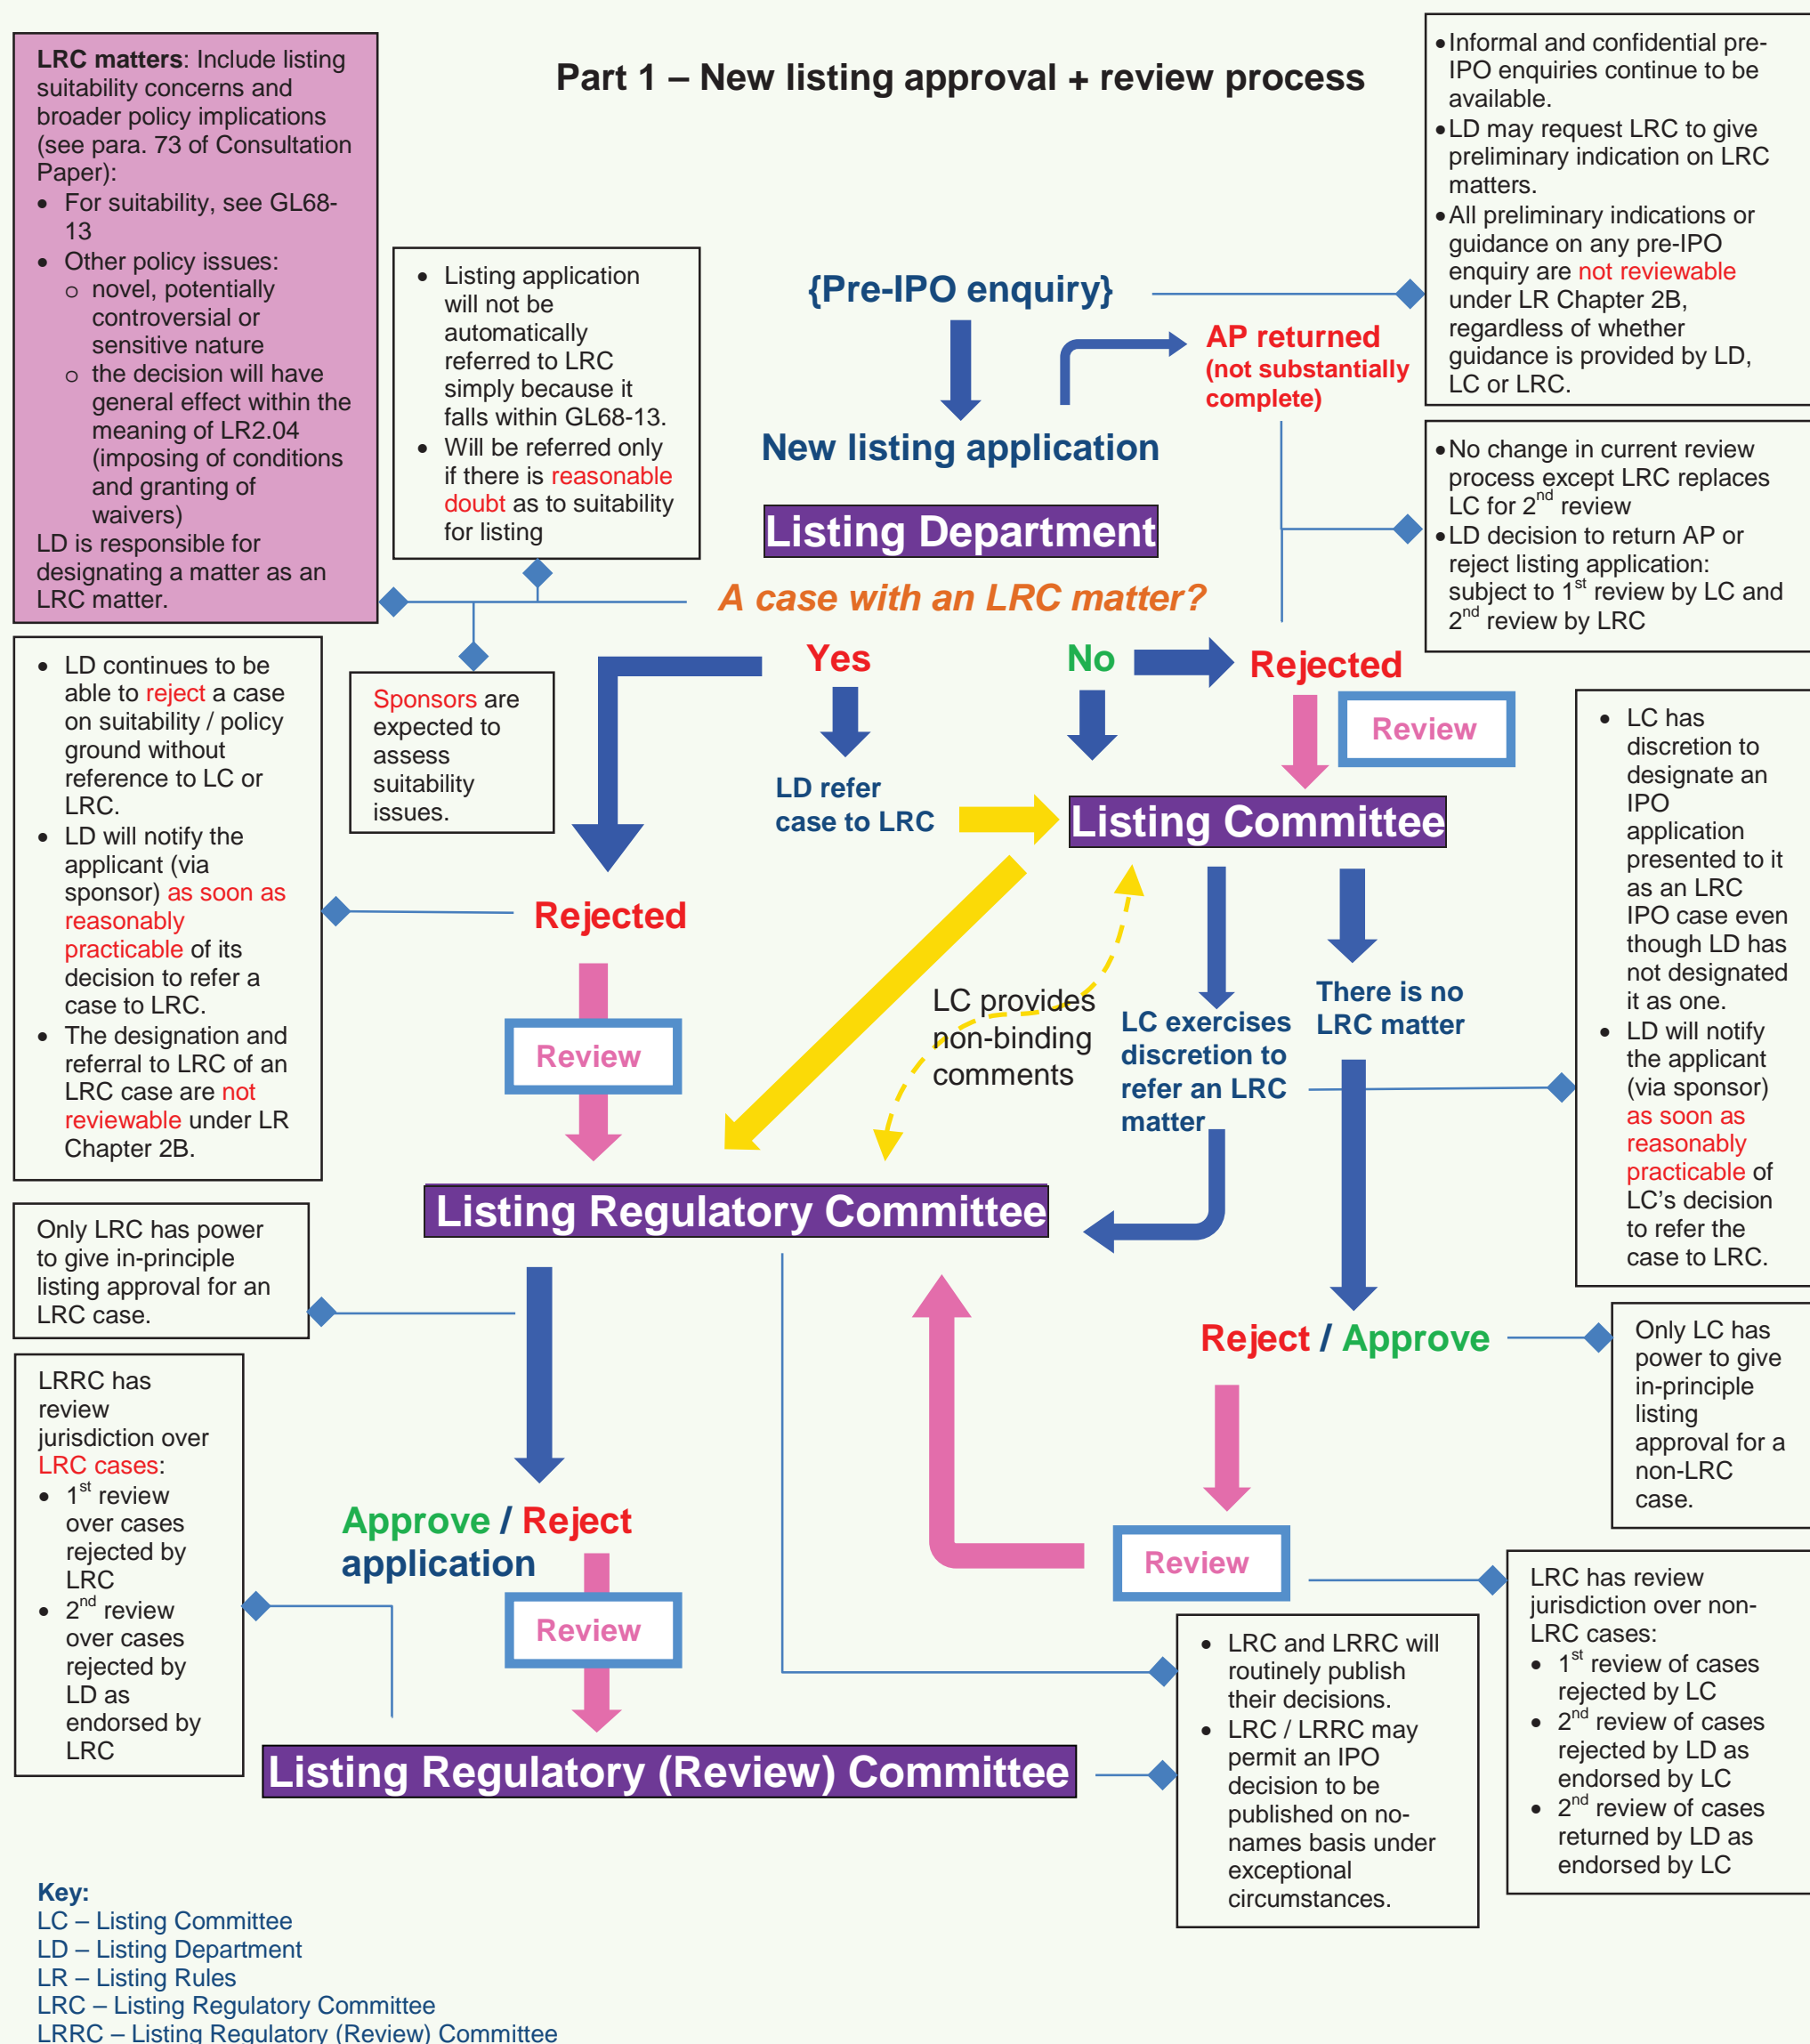 Part 1 – New listing approval + review process
LRC matters: Include listing
suitability concerns and
broader policy implications
(see para. 73 of Consultation
Paper):
• For suitability, see GL68-
13
• Other policy issues:
o novel, potentially
controversial or
sensitive nature
o the decision will have
general effect within the
meaning of LR2.04
(imposing of conditions
and granting of
waivers)
LD is responsible for
designating a matter as an
LRC matter.
• Listing application
will not be
automatically
referred to LRC
simply because it
falls within GL68-13.
• Will be referred only
if there is reasonable
doubt as to suitability
for listing
{Pre-IPO enquiry}
• Informal and confidential pre-
IPO enquiries continue to be
available.
• LD may request LRC to give
preliminary indication on LRC
matters.
• All preliminary indications or
guidance on any pre-IPO
enquiry are not reviewable
under LR Chapter 2B,
regardless of whether
guidance is provided by LD,
LC or LRC.
AP returned
(not substantially
complete)
New listing application
• No change in current review
process except LRC replaces
LC for 2nd review
• LD decision to return AP or
reject listing application:
subject to 1st review by LC and
2nd review by LRC
Listing Department
A case with an LRC matter?
Yes
No
Rejected
Review
• LD continues to be
able to reject a case
on suitability / policy
ground without
reference to LC or
LRC.
• LD will notify the
applicant (via
sponsor) as soon as
reasonably
practicable of its
decision to refer a
case to LRC.
• The designation and
referral to LRC of an
LRC case are not
reviewable under LR
Chapter 2B.
Sponsors are
expected to
assess
suitability
issues.
LD refer
case to LRC
Listing Committee
• LC has
discretion to
designate an
IPO
application
presented to it
as an LRC
IPO case even
though LD has
not designated
it as one.
• LD will notify
the applicant
(via sponsor)
as soon as
reasonably
practicable of
LC’s decision
to refer the
case to LRC.
Rejected
Review
LC provides
non-binding
comments
LC exercises
discretion to
refer an LRC
matter
There is no
LRC matter
Listing Regulatory Committee
Only LRC has power
to give in-principle
listing approval for an
LRC case.
Reject / Approve
Only LC has
power to give
in-principle
listing
approval for a
non-LRC
case.
LRRC has
review
jurisdiction over
LRC cases:
• 1st review
over cases
rejected by
LRC
• 2nd review
over cases
rejected by
LD as
endorsed by
LRC
Approve / Reject
application
Review
Review
LRC has review
jurisdiction over non-
LRC cases:
• 1st review of cases
rejected by LC
• 2nd review of cases
rejected by LD as
endorsed by LC
• 2nd review of cases
returned by LD as
endorsed by LC
• LRC and LRRC will
routinely publish
their decisions.
• LRC / LRRC may
permit an IPO
decision to be
published on no-
names basis under
exceptional
circumstances.
Listing Regulatory (Review) Committee
Key:
LC – Listing Committee
LD – Listing Department
LR – Listing Rules
LRC – Listing Regulatory Committee
LRRC – Listing Regulatory (Review) Committee